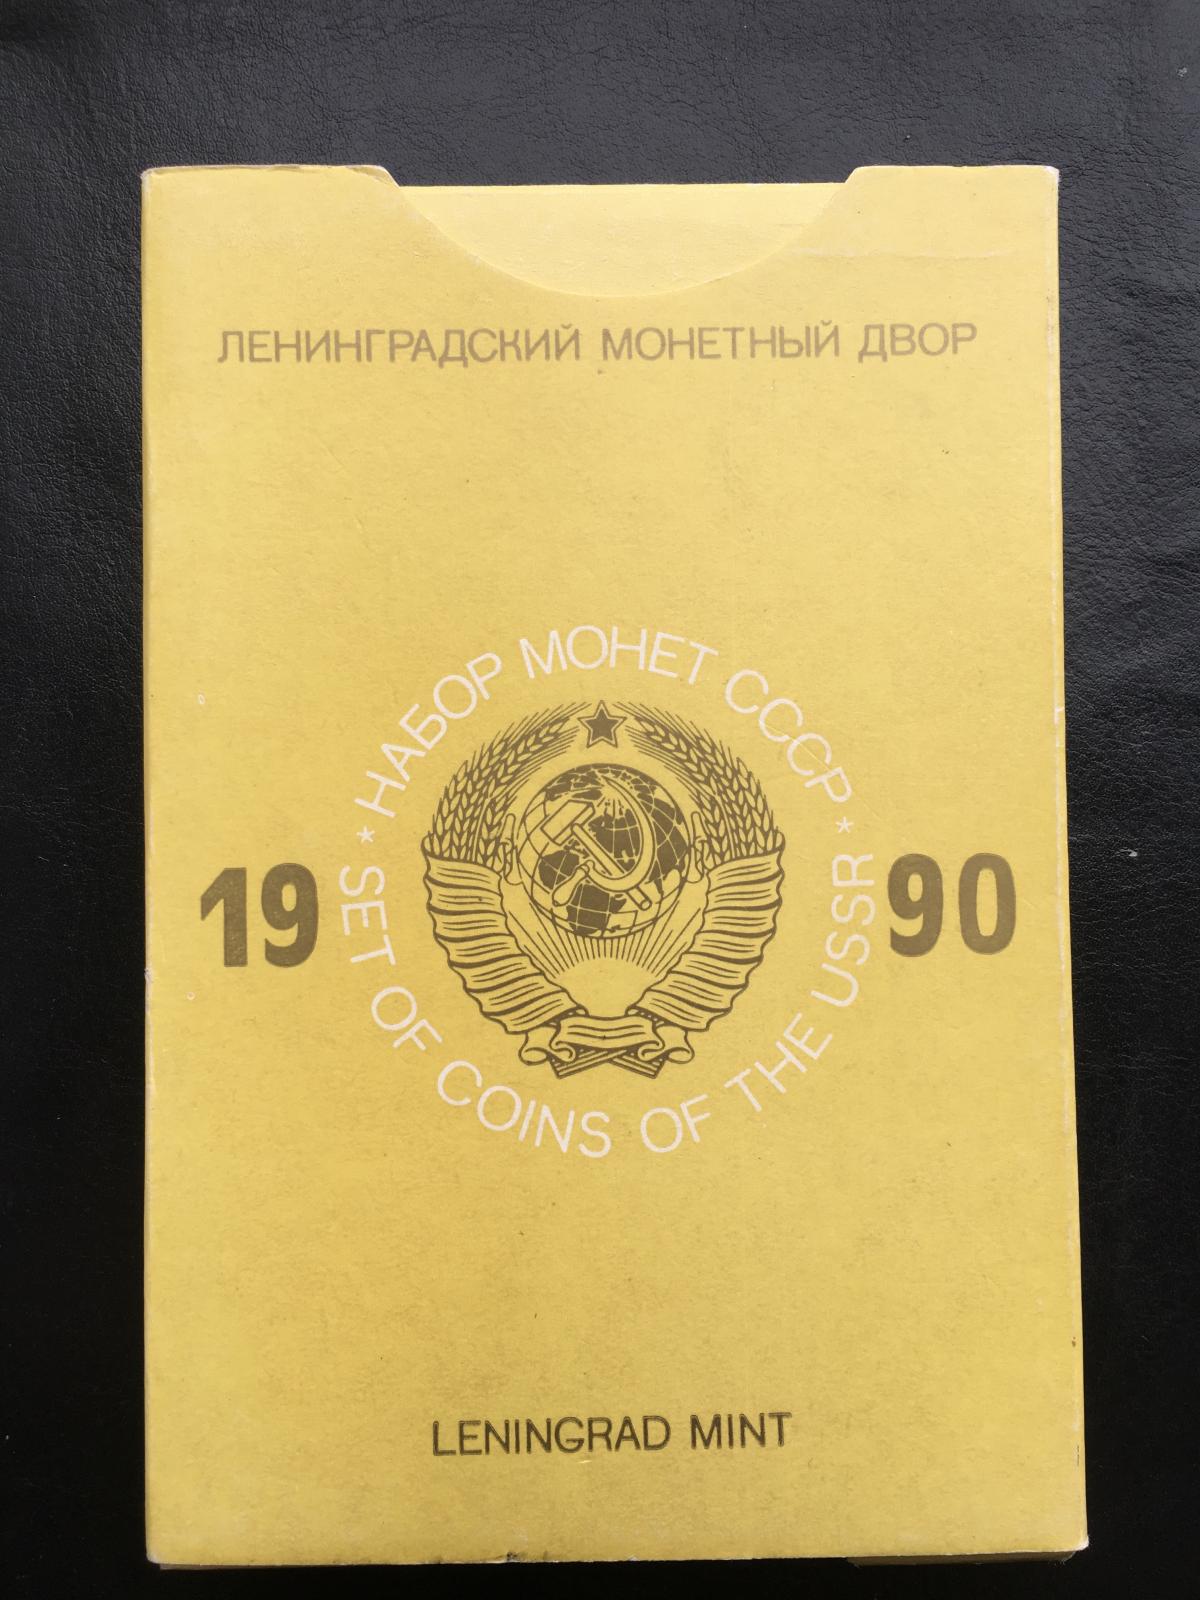 ЛЕНИНГРАДСКИЙ МОНЕТНЫЙ ДВОР
* НАБОР МОНЕТ СССР *
19 90
SET OF COINS OF THE USSR
LENINGRAD MINT